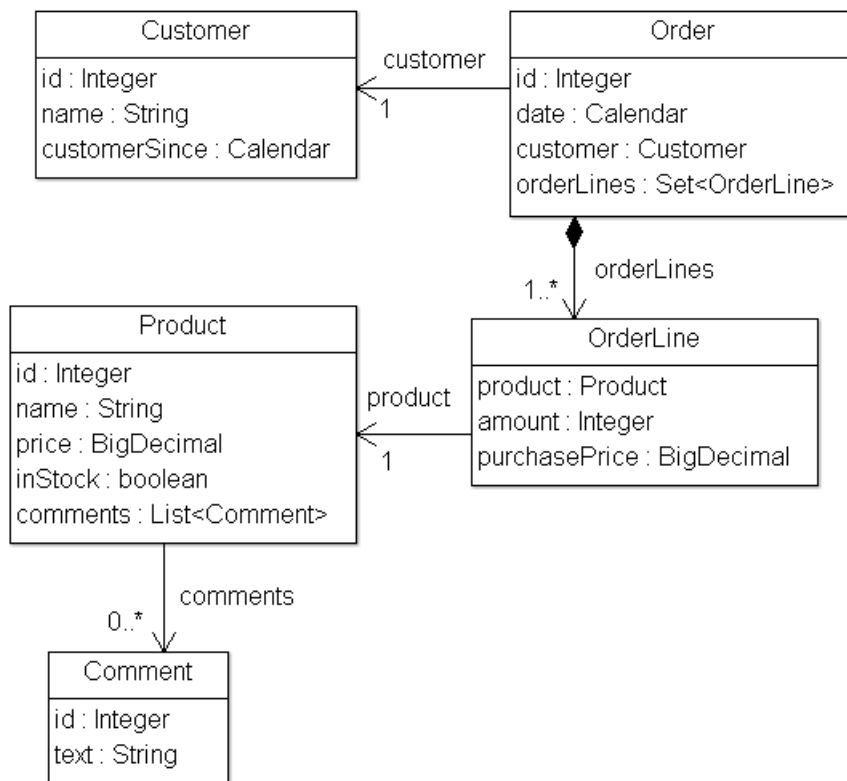 Customer
id : Integer
name : String
customerSince : Calendar
customer
1
Order
id : Integer
date : Calendar
customer : Customer
orderLines : Set<OrderLine>
orderLines
1..*
Product
id : Integer
name : String
price : BigDecimal
inStock : boolean
comments : List<Comment>
product
1
OrderLine
product : Product
amount : Integer
purchasePrice : BigDecimal
comments
0..*
Comment
id : Integer
text : String